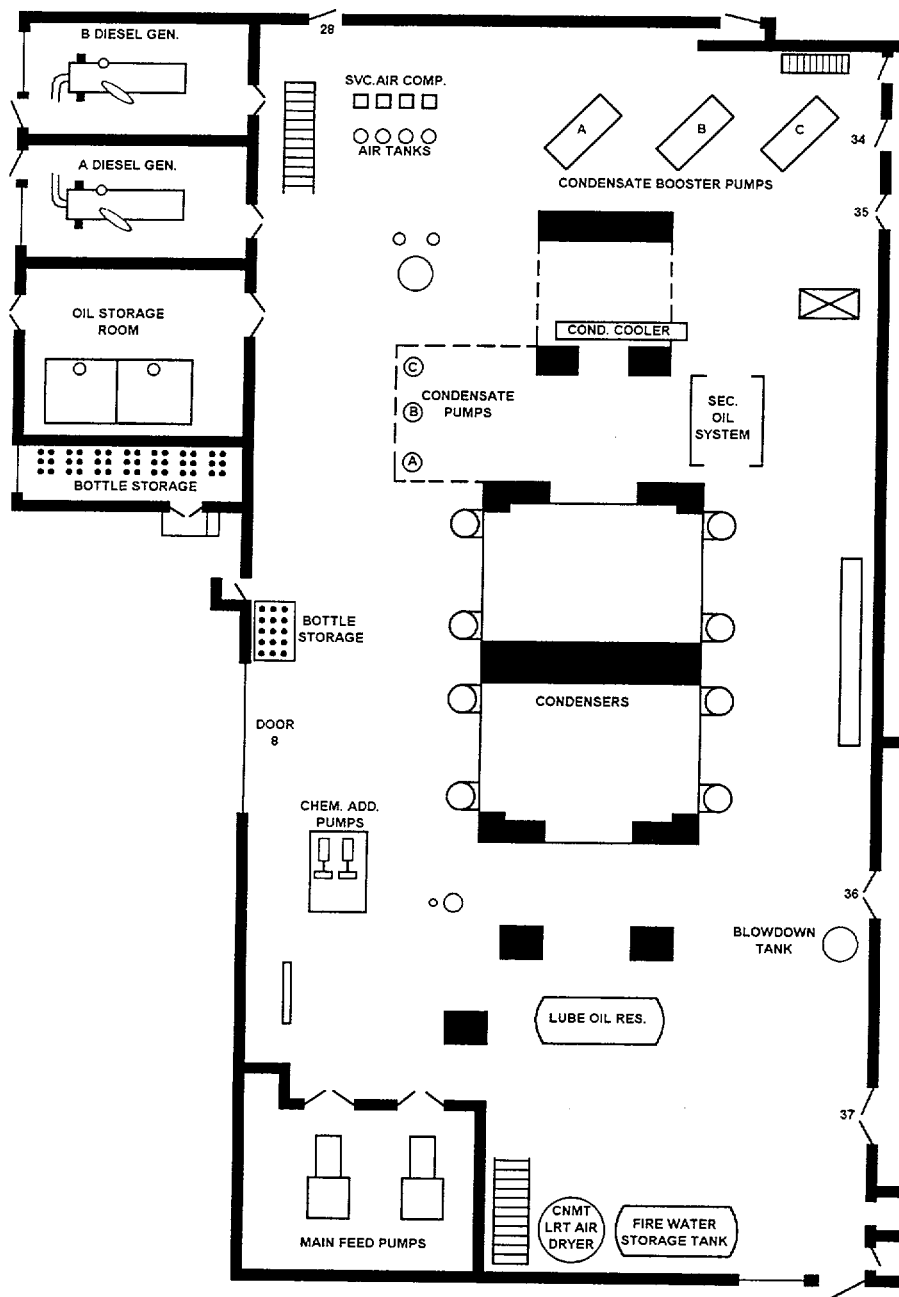 B DIESEL GEN.
28
SVC.AIR COMP.
AIR TANKS
A
B
C
34
A DIESEL GEN.
CONDENSATE BOOSTER PUMPS
35
OIL STORAGE
ROOM
COND. COOLER
C
CONDENSATE
PUMPS
B
A
SEC.
OIL
SYSTEM
BOTTLE STORAGE
BOTTLE
STORAGE
CONDENSERS
DOOR
8
CHEM. ADD.
PUMPS
36
BLOWDOWN
TANK
LUBE OIL RES.
37
MAIN FEED PUMPS
CNMT
LRT AIR
DRYER
FIRE WATER
STORAGE TANK